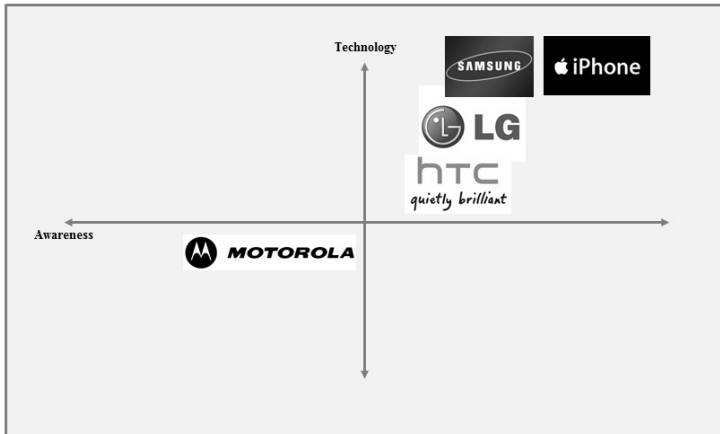 Technology
SAMSUNG
iPhone
LG
hTC
quietly brilliant
Awareness
MOTOROLA